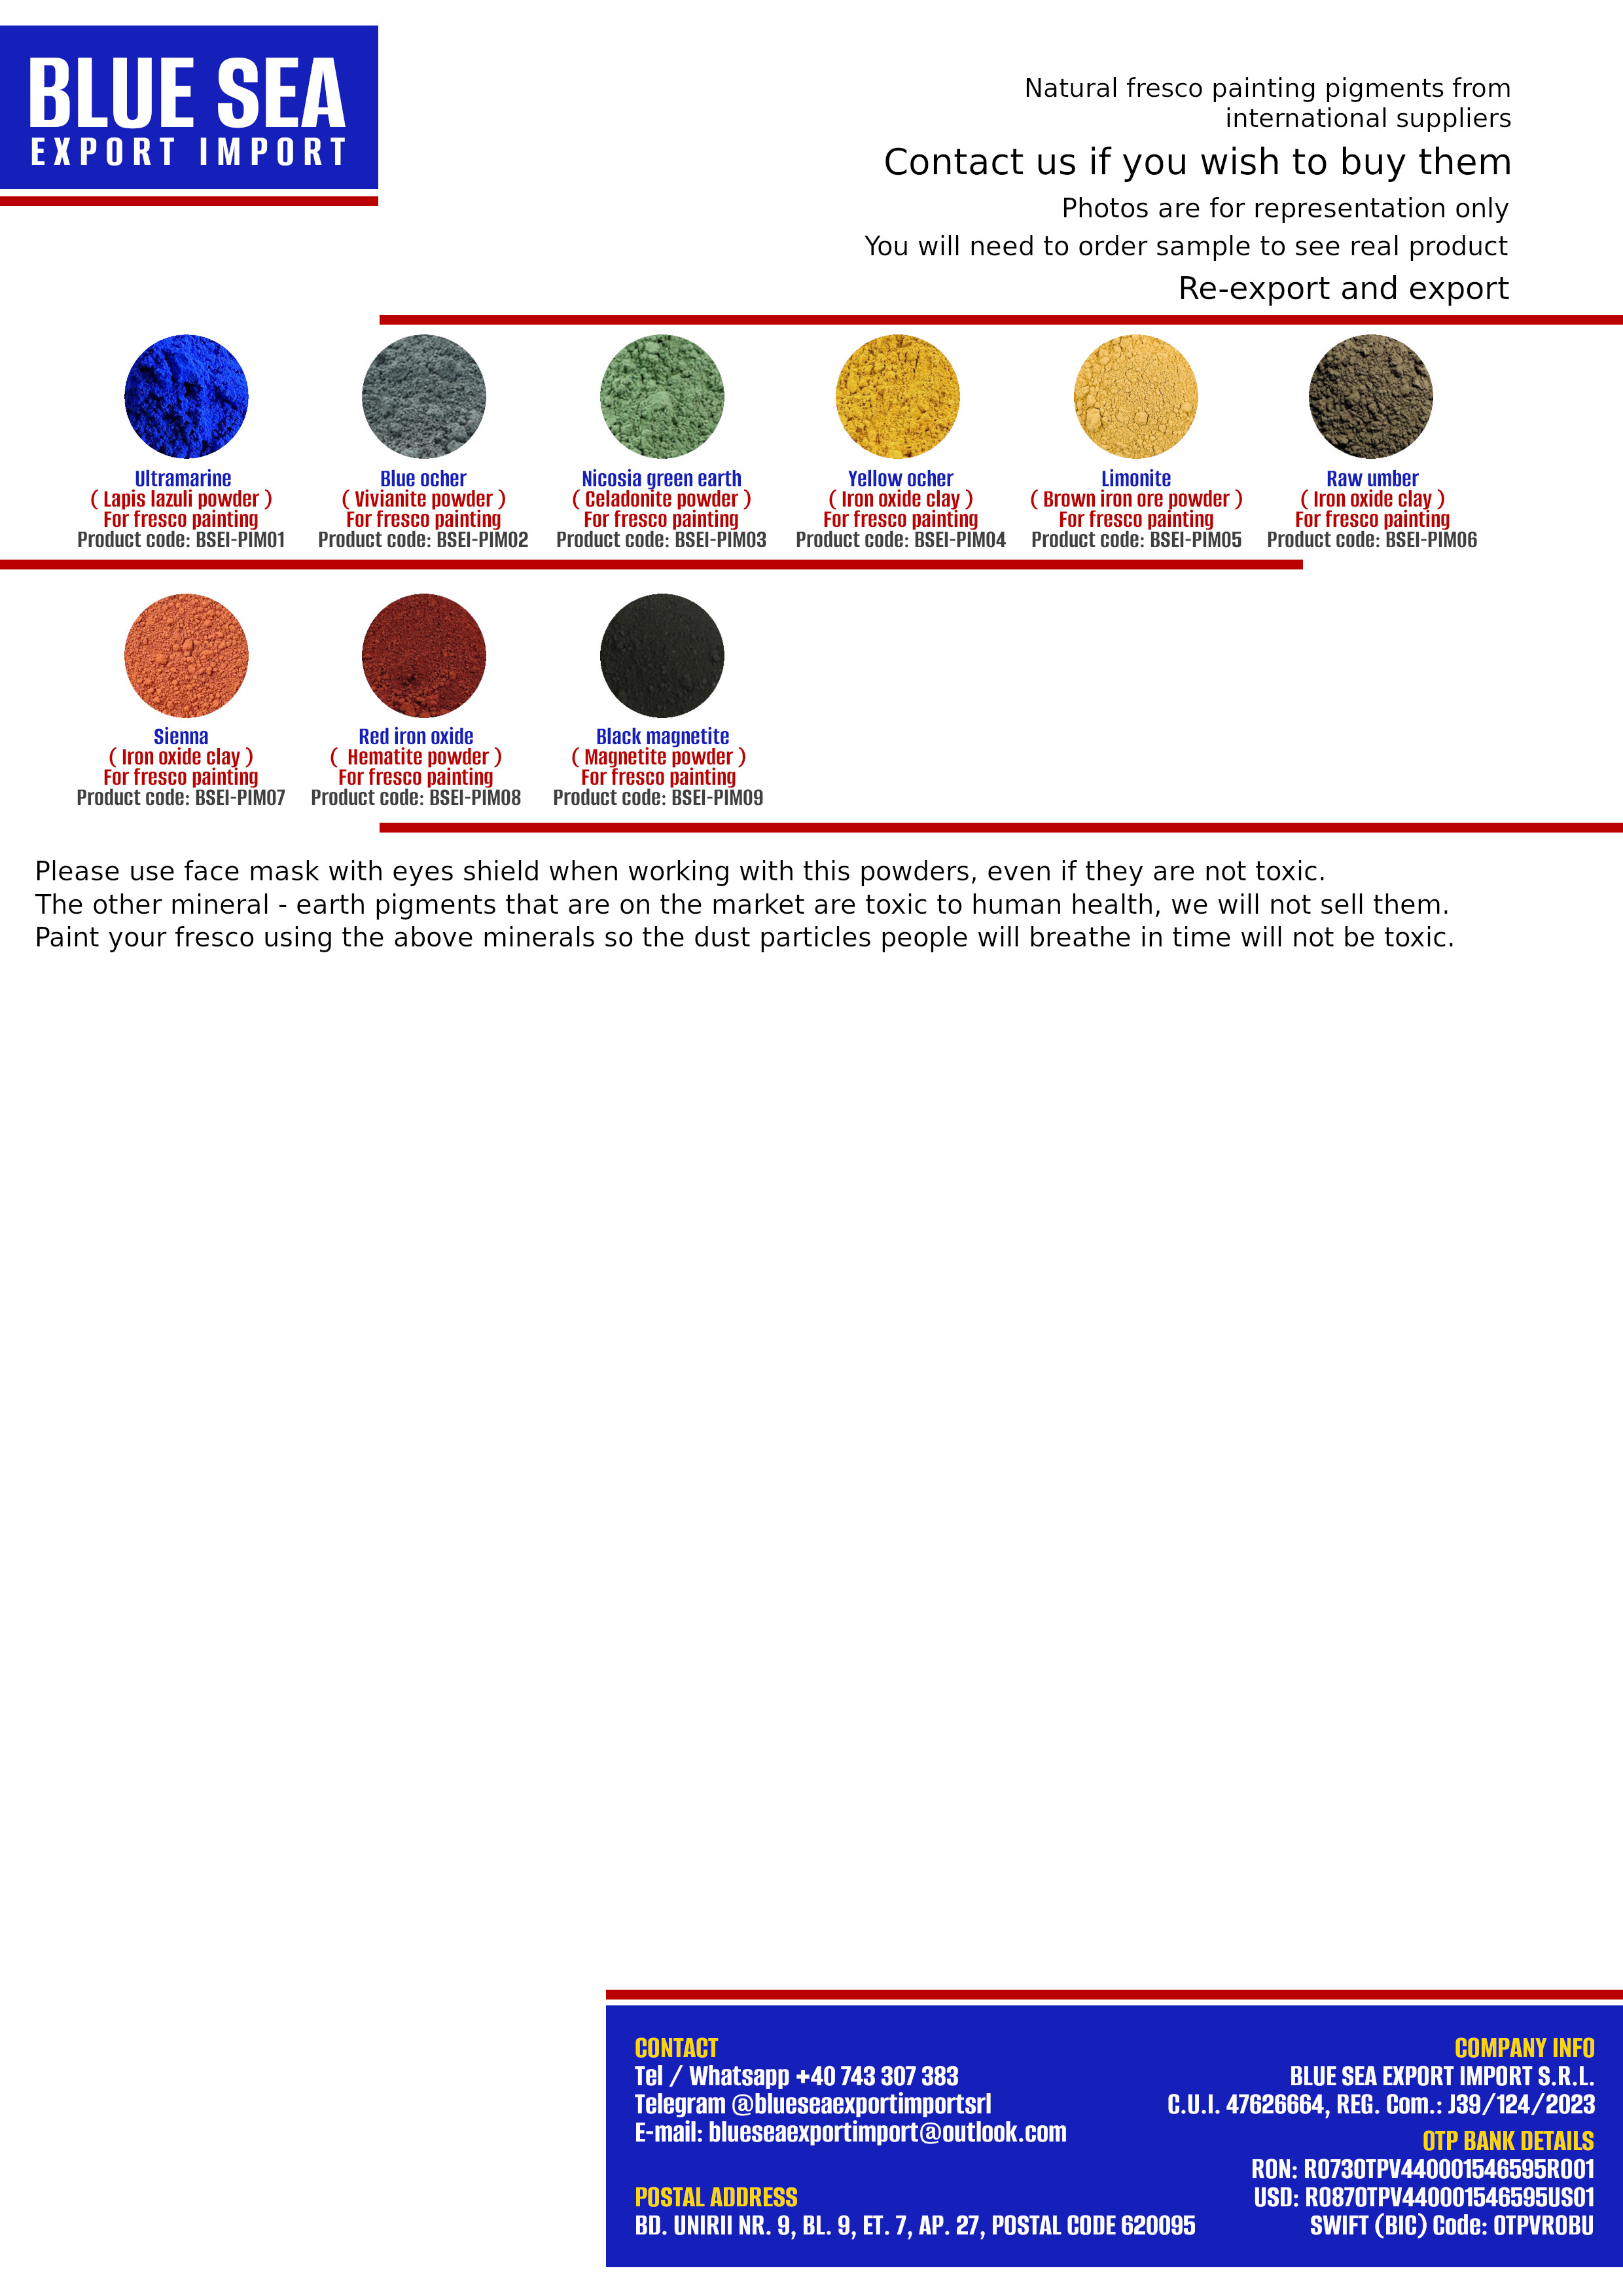 BLUE SEA
EXPORT IMPORT
Natural fresco painting pigments from
international suppliers
Contact us if you wish to buy them
Photos are for representation only
You will need to order sample to see real product
Re-export and export
Ultramarine
( Lapis lazuli powder )
For fresco painting
Product code: BSEI-PIM01
Blue ocher
( Vivianite powder )
For fresco painting
Product code: BSEI-PIM02
Nicosia green earth
( Celadonite powder )
For fresco painting
Product code: BSEI-PIM03
Yellow ocher
( Iron oxide clay )
For fresco painting
Product code: BSEI-PIM04
Limonite
( Brown iron ore powder )
For fresco painting
Product code: BSEI-PIM05
Raw umber
( Iron oxide clay )
For fresco painting
Product code: BSEI-PIM06
Sienna
( Iron oxide clay )
For fresco painting
Product code: BSEI-PIM07
Red iron oxide
( Hematite powder )
For fresco painting
Product code: BSEI-PIM08
Black magnetite
( Magnetite powder )
For fresco painting
Product code: BSEI-PIM09
Please use face mask with eyes shield when working with this powders, even if they are not toxic.
The other mineral - earth pigments that are on the market are toxic to human health, we will not sell them.
Paint your fresco using the above minerals so the dust particles people will breathe in time will not be toxic.
CONTACT
Tel / Whatsapp +40 743 307 383
Telegram @blueseaexportimportsrl
E-mail: blueseaexportimport@outlook.com
POSTAL ADDRESS
BD. UNIRII NR. 9, BL. 9, ET. 7, AP. 27, POSTAL CODE 620095
COMPANY INFO
BLUE SEA EXPORT IMPORT S.R.L.
C.U.I. 47626664, REG. Com.: J39/124/2023
OTP BANK DETAILS
RON: RO73OTPV440001546595RO01
USD: RO87OTPV440001546595US01
SWIFT (BIC) Code: OTPVROBU